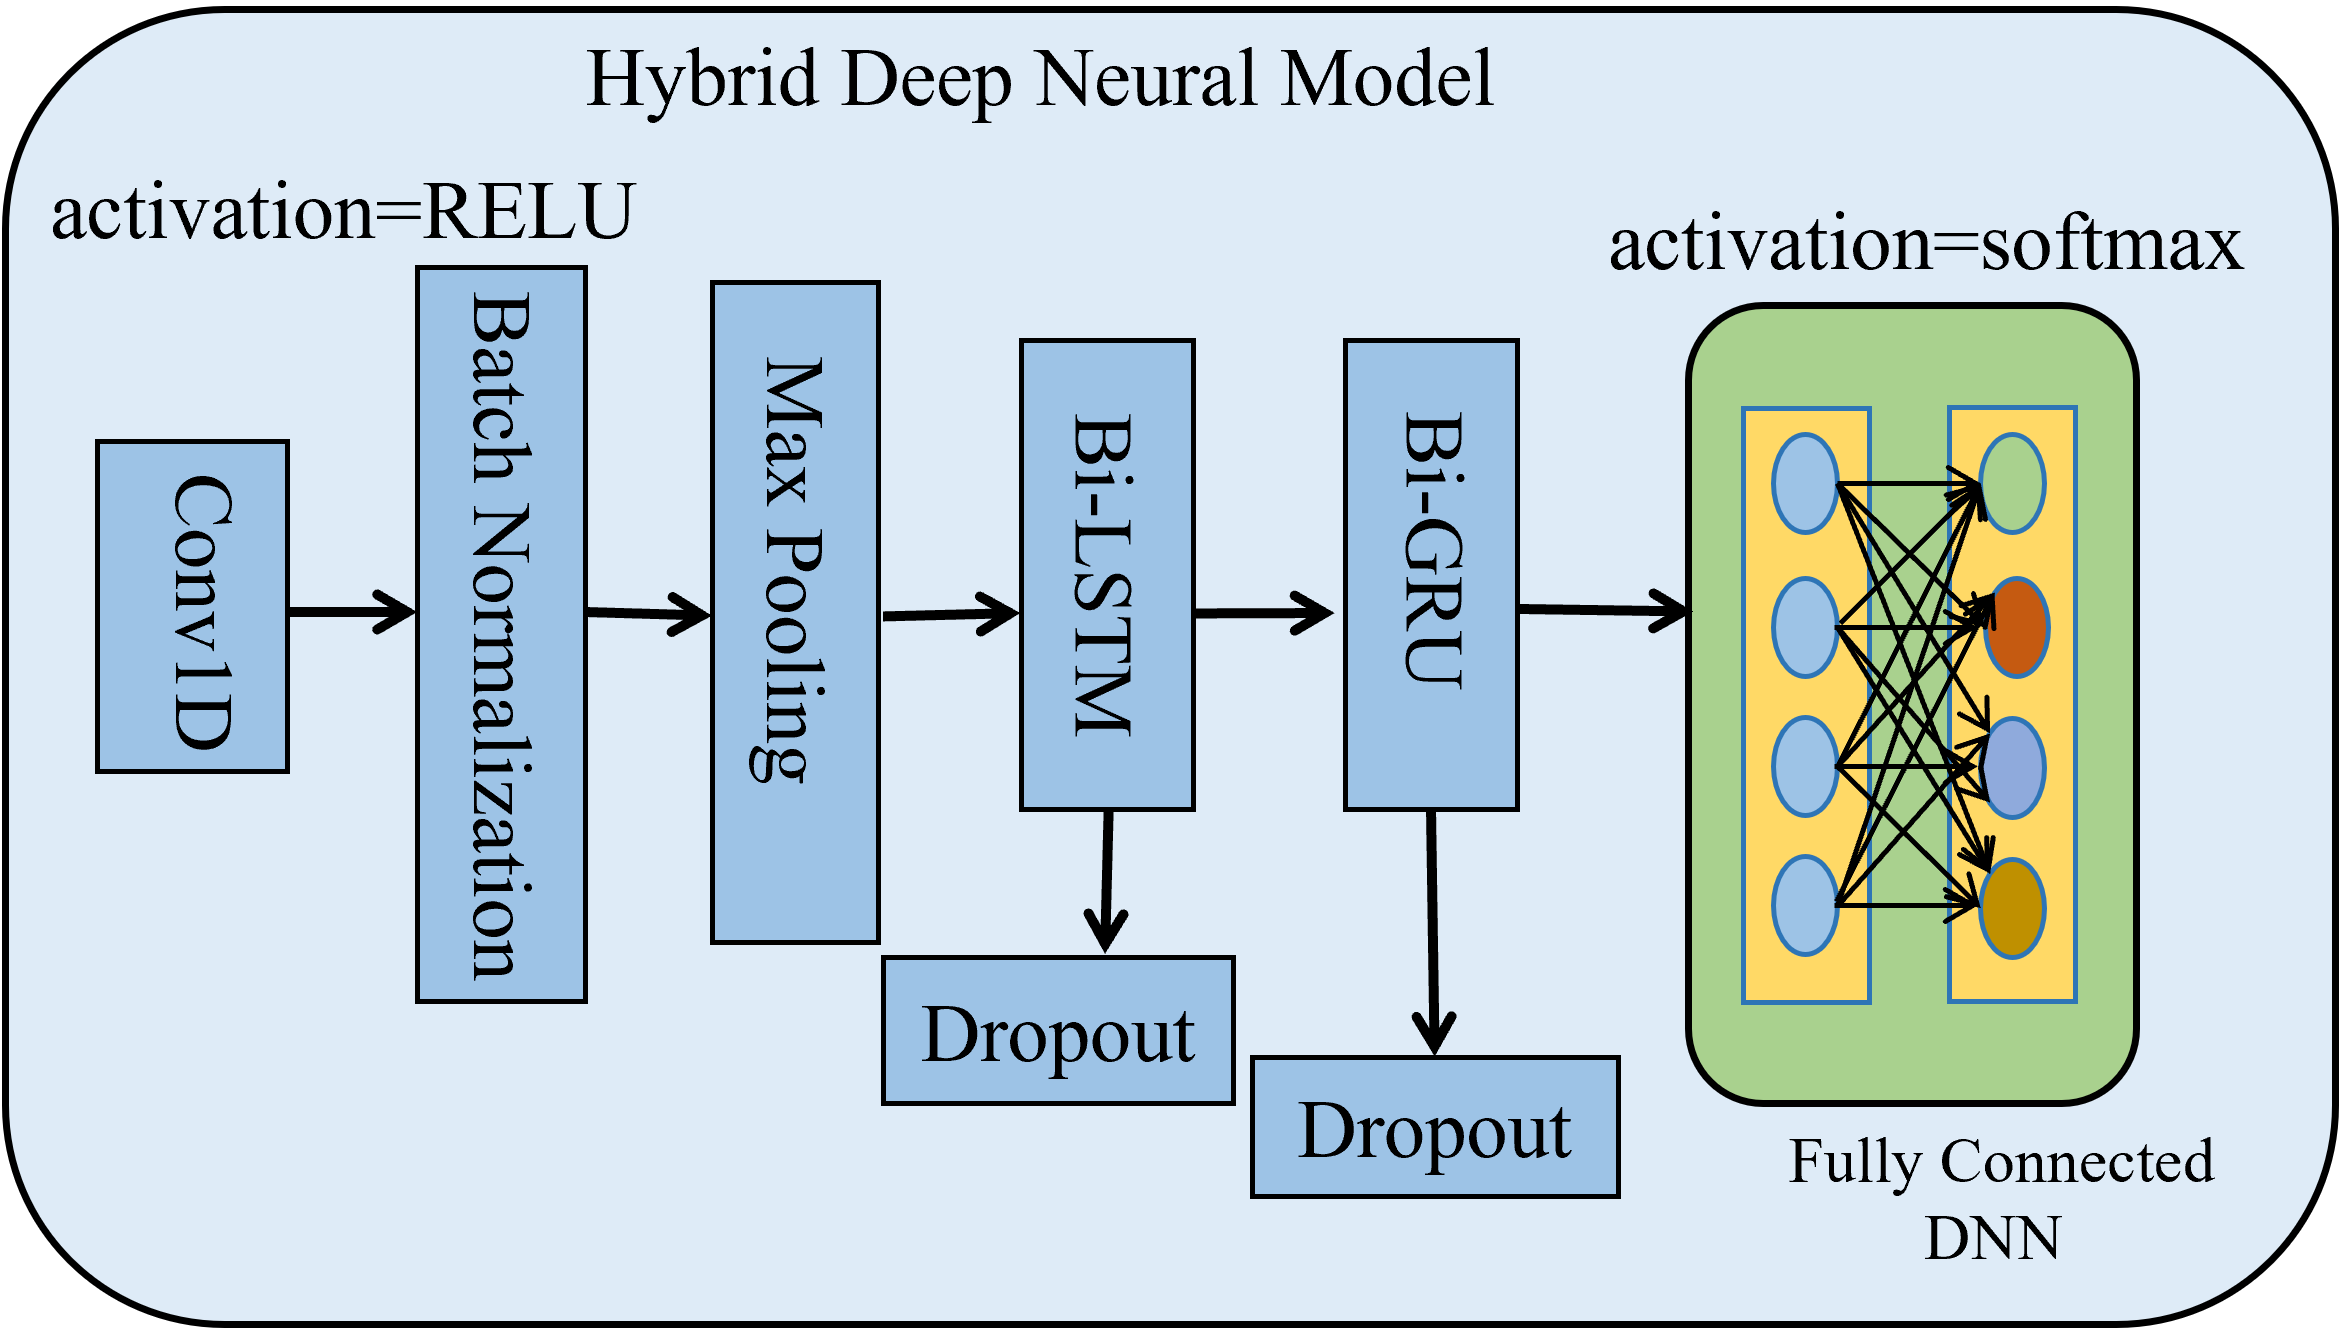 Hybrid Deep Neural Model
activation=RELU
activation=softmax
Conv1D
Batch Normalization
Max Pooling
Bi-LSTM
Bi-GRU
Dropout
Dropout
Fully Connected
DNN